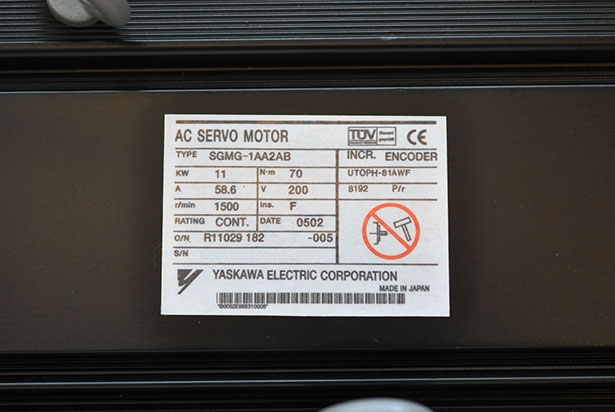 AC SERVO MOTOR TÜV CE
TYPE SGMG-1AA2AB INCR. ENCODER
KW 11 N·m 70 UTOPH-81AWF
A 58.6 V 200 8192 P/r
r/min 1500 ins. F
RATING CONT. DATE 0502
O/N R11029 182 -005
S/N
YASKAWA ELECTRIC CORPORATION
MADE IN JAPAN